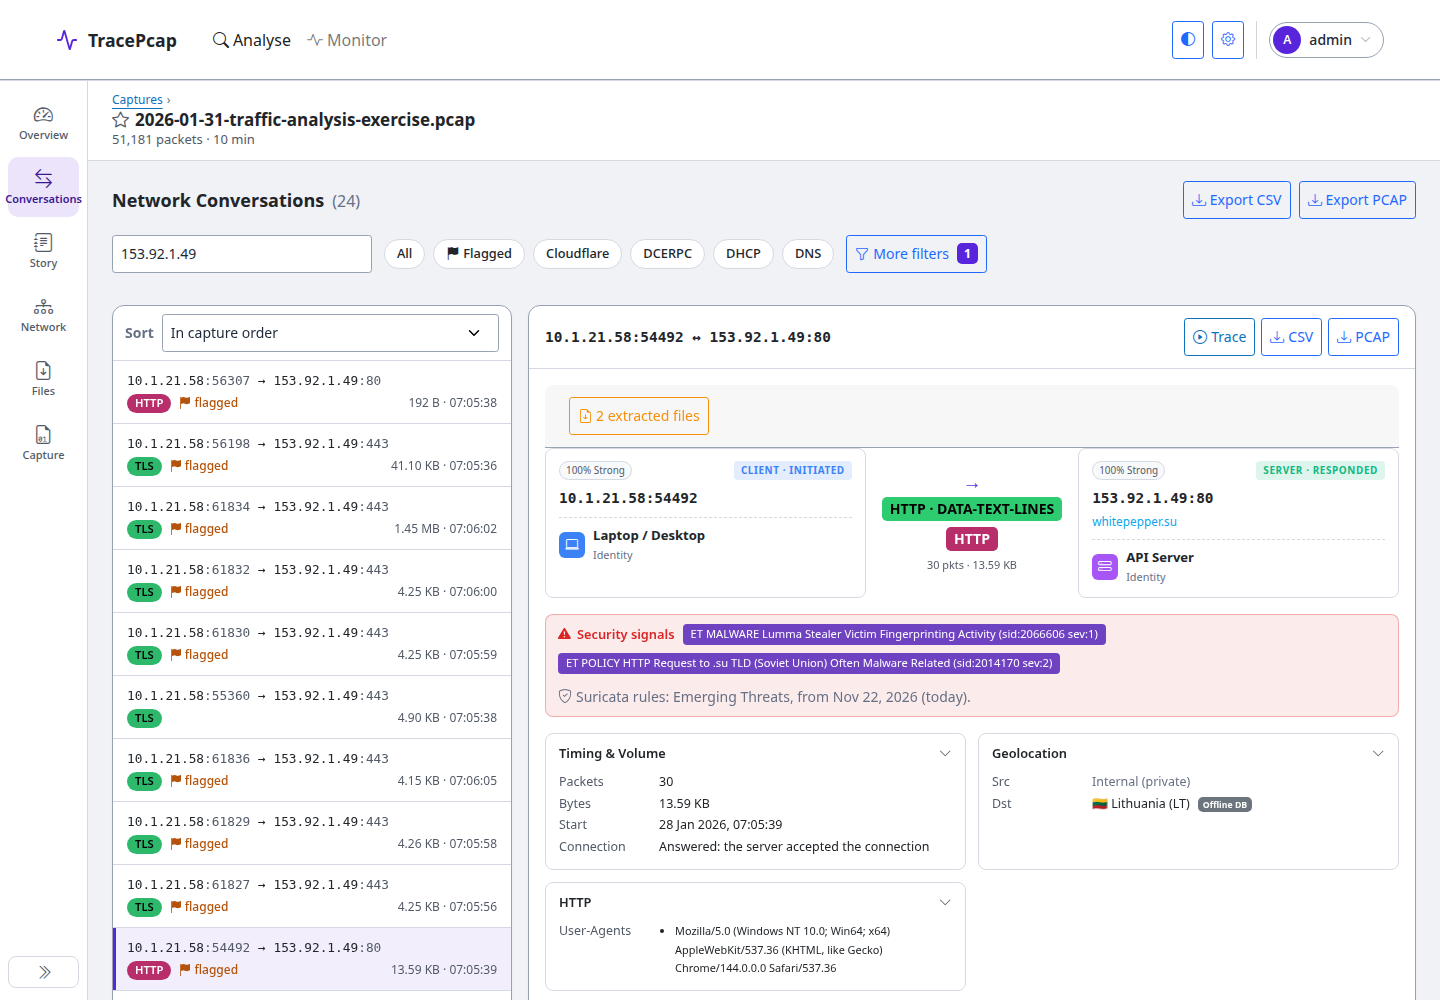 TracePcap
Analyse
Monitor
A
admin
Captures ›
2026-01-31-traffic-analysis-exercise.pcap
51,181 packets · 10 min
Overview
Conversations
Story
Network
Files
Capture
Network Conversations (24)
Export CSV
Export PCAP
153.92.1.49
All
Flagged
Cloudflare
DCERPC
DHCP
DNS
More filters 1
Sort
In capture order
10.1.21.58:56307 → 153.92.1.49:80
HTTP flagged 192 B · 07:05:38
10.1.21.58:56198 → 153.92.1.49:443
TLS flagged 41.10 KB · 07:05:36
10.1.21.58:61834 → 153.92.1.49:443
TLS flagged 1.45 MB · 07:06:02
10.1.21.58:61832 → 153.92.1.49:443
TLS flagged 4.25 KB · 07:06:00
10.1.21.58:61830 → 153.92.1.49:443
TLS flagged 4.25 KB · 07:05:59
10.1.21.58:55360 → 153.92.1.49:443
TLS 4.90 KB · 07:05:38
10.1.21.58:61836 → 153.92.1.49:443
TLS flagged 4.15 KB · 07:06:05
10.1.21.58:61829 → 153.92.1.49:443
TLS flagged 4.26 KB · 07:05:58
10.1.21.58:61827 → 153.92.1.49:443
TLS flagged 4.25 KB · 07:05:56
10.1.21.58:54492 → 153.92.1.49:80
HTTP flagged 13.59 KB · 07:05:39
10.1.21.58:54492 ↔ 153.92.1.49:80
Trace
CSV
PCAP
2 extracted files
100% Strong
CLIENT · INITIATED
10.1.21.58:54492
Laptop / Desktop
Identity
→
HTTP · DATA-TEXT-LINES
HTTP
30 pkts · 13.59 KB
100% Strong
SERVER · RESPONDED
153.92.1.49:80
whitepepper.su
API Server
Identity
Security signals
ET MALWARE Lumma Stealer Victim Fingerprinting Activity (sid:2066606 sev:1)
ET POLICY HTTP Request to .su TLD (Soviet Union) Often Malware Related (sid:2014170 sev:2)
Suricata rules: Emerging Threats, from Nov 22, 2026 (today).
Timing & Volume
Packets 30
Bytes 13.59 KB
Start 28 Jan 2026, 07:05:39
Connection Answered: the server accepted the connection
Geolocation
Src Internal (private)
Dst Lithuania (LT) Offline DB
HTTP
User-Agents • Mozilla/5.0 (Windows NT 10.0; Win64; x64)
AppleWebKit/537.36 (KHTML, like Gecko)
Chrome/144.0.0.0 Safari/537.36